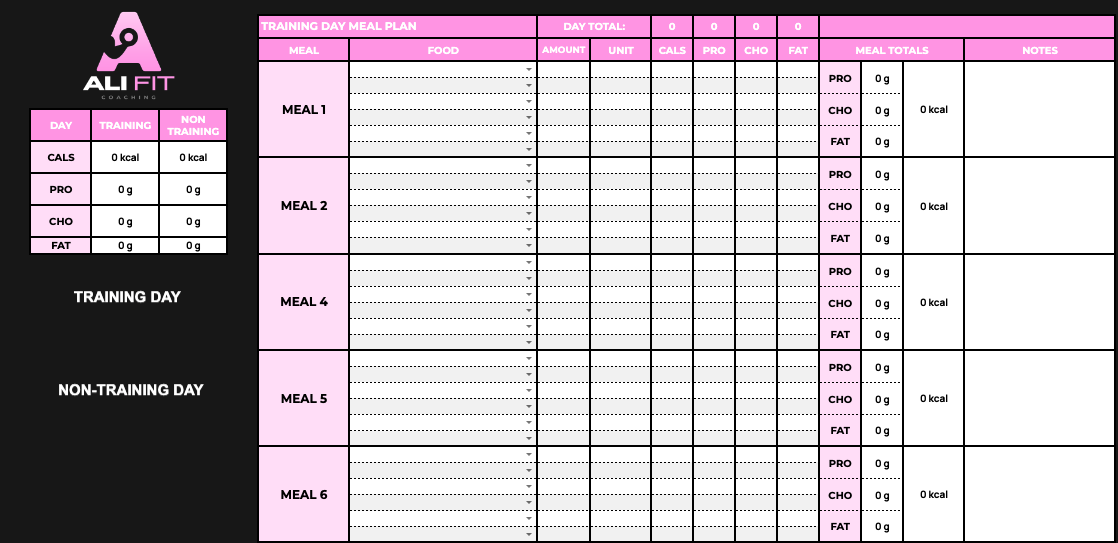 ALI FIT
COACHING
DAY TRAINING NON TRAINING
CALS 0 kcal 0 kcal
PRO 0 g 0 g
CHO 0 g 0 g
FAT 0 g 0 g
TRAINING DAY
NON-TRAINING DAY
TRAINING DAY MEAL PLAN DAY TOTAL: 0 0 0 0
MEAL FOOD AMOUNT UNIT CALS PRO CHO FAT MEAL TOTALS NOTES
MEAL 1
PRO 0 g
CHO 0 g 0 kcal
FAT 0 g
MEAL 2
PRO 0 g
CHO 0 g 0 kcal
FAT 0 g
MEAL 4
PRO 0 g
CHO 0 g 0 kcal
FAT 0 g
MEAL 5
PRO 0 g
CHO 0 g 0 kcal
FAT 0 g
MEAL 6
PRO 0 g
CHO 0 g 0 kcal
FAT 0 g